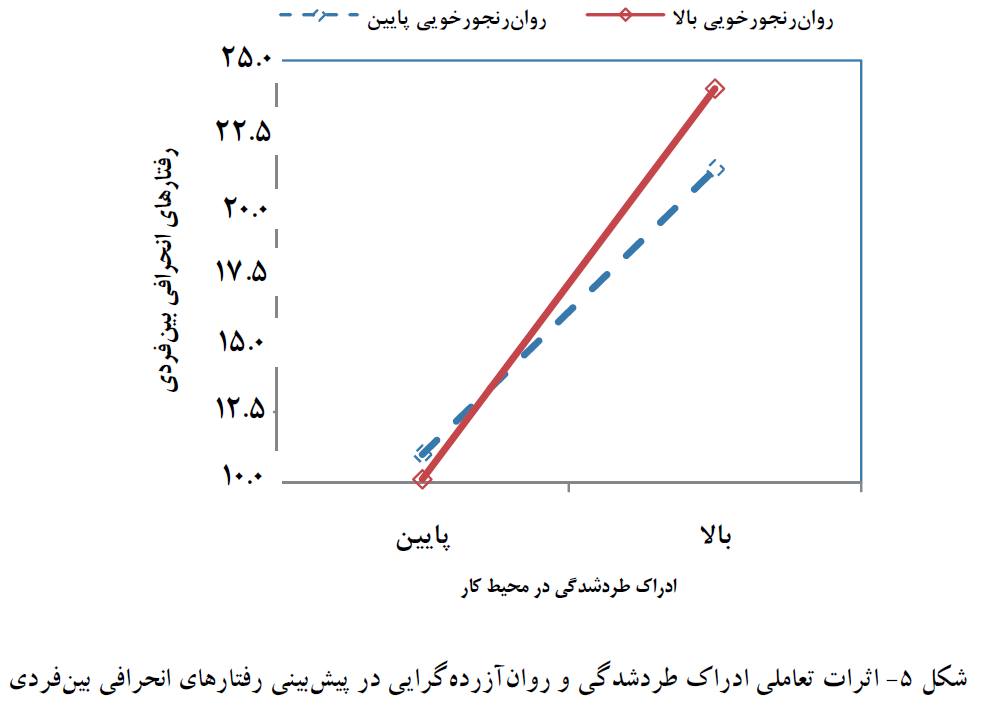 روان‌رنجورخویی بالا روان‌رنجورخویی پایین
۲۵.۰
۲۲.۵
۲۰.۰
۱۷.۵
۱۵.۰
۱۲.۵
۱۰.۰
رفتارهای انحرافی بین‌فردی
پایین بالا
ادراک طردشدگی در محیط کار
شکل ۵- اثرات تعاملی ادراک طردشدگی و روان‌آزرده‌گرایی در پیش‌بینی رفتارهای انحرافی بین‌فردی